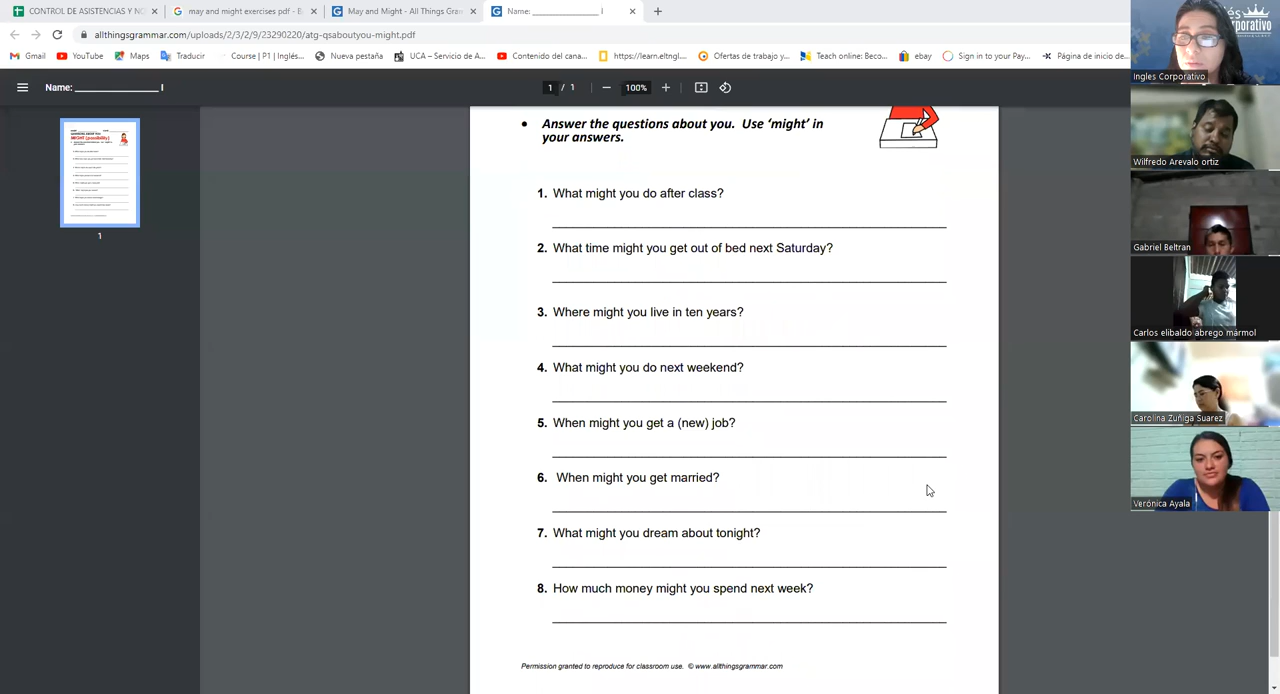 CONTROL DE ASISTENCIAS Y NO
may and might exercises pdf - B
May and Might - All Things Gra
Name: ______________ I
allthingsgrammar.com/uploads/2/3/2/9/23290220/atg-qsaboutyou-might.pdf
Gmail
YouTube
Maps
Traducir
Course | P1 | Inglés...
Nueva pestaña
UCA – Servicio de A...
Contenido del cana...
https://learn.eltngl...
Ofertas de trabajo y...
Teach online: Beco...
ebay
Sign in to your Pay...
Página de inicio de...
Name: ______________ I
1 / 1
100%
1
• Answer the questions about you. Use ‘might’ in
your answers.
1. What might you do after class?
2. What time might you get out of bed next Saturday?
3. Where might you live in ten years?
4. What might you do next weekend?
5. When might you get a (new) job?
6. When might you get married?
7. What might you dream about tonight?
8. How much money might you spend next week?
Permission granted to reproduce for classroom use. © www.allthingsgrammar.com
Ingles Corporativo
Wilfredo Arevalo ortiz
Gabriel Beltran
Carlos elibaldo abrego mármol
Carolina Zuñiga Suarez
Verónica Ayala